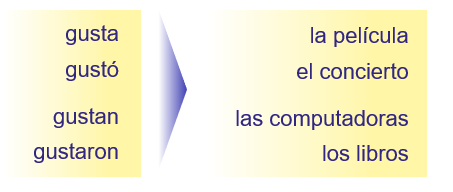 gusta
gustó
gustan
gustaron
la película
el concierto
las computadoras
los libros